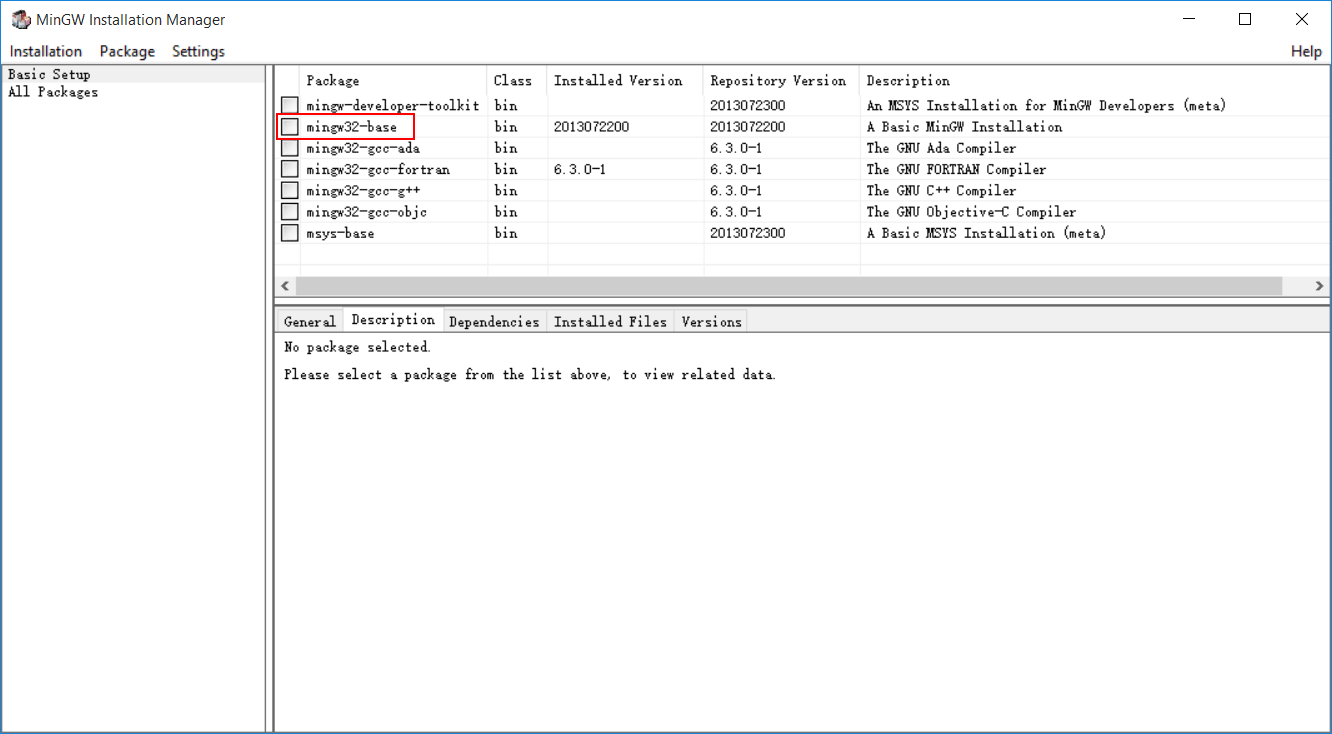 MinGW Installation Manager
Installation Package Settings Help
Basic Setup
All Packages
Package Class Installed Version Repository Version Description
mingw-developer-toolkit bin 2013072300 An MSYS Installation for MinGW Developers (meta)
mingw32-base bin 2013072200 2013072200 A Basic MinGW Installation
mingw32-gcc-ada bin 6.3.0-1 The GNU Ada Compiler
mingw32-gcc-fortran bin 6.3.0-1 6.3.0-1 The GNU FORTRAN Compiler
mingw32-gcc-g++ bin 6.3.0-1 The GNU C++ Compiler
mingw32-gcc-objc bin 6.3.0-1 The GNU Objective-C Compiler
msys-base bin 2013072300 A Basic MSYS Installation (meta)
General Description Dependencies Installed Files Versions
No package selected.
Please select a package from the list above, to view related data.